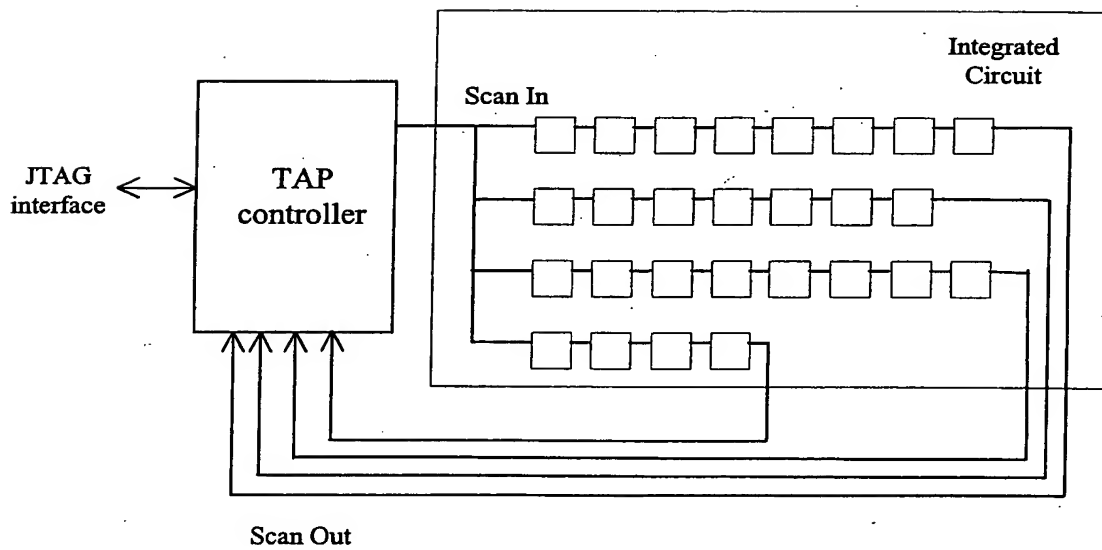 Integrated
Circuit
Scan In
JTAG
interface
TAP
controller
Scan Out